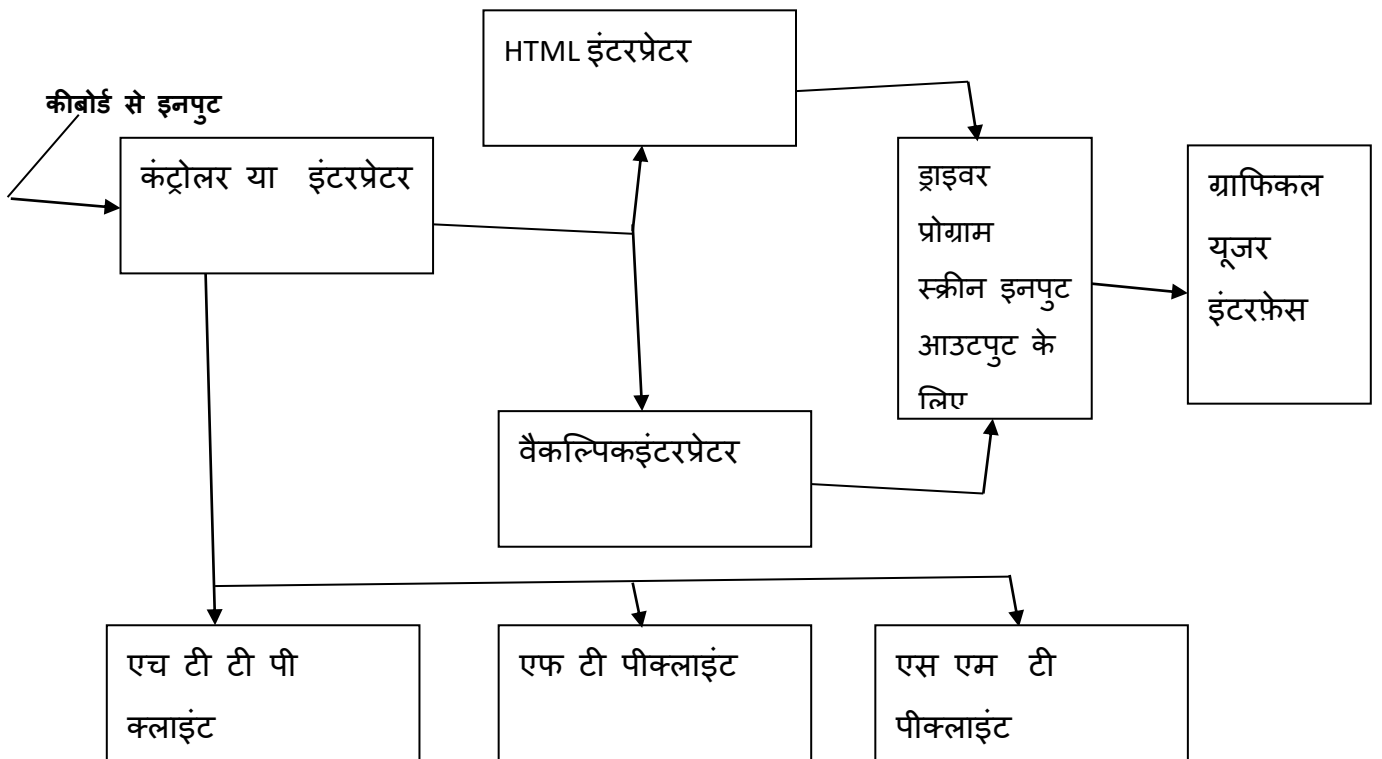 HTML इंटरप्रेटर
कीबोर्ड से इनपुट
कंट्रोलर या इंटरप्रेटर
ड्राइवर
प्रोग्राम
स्क्रीन इनपुट
आउटपुट के
लिए
ग्राफिकल
यूजर
इंटरफ़ेस
वैकल्पिकइंटरप्रेटर
एच टी टी पी
क्लाइंट
एफ टी पीक्लाइंट
एस एम टी
पीक्लाइंट